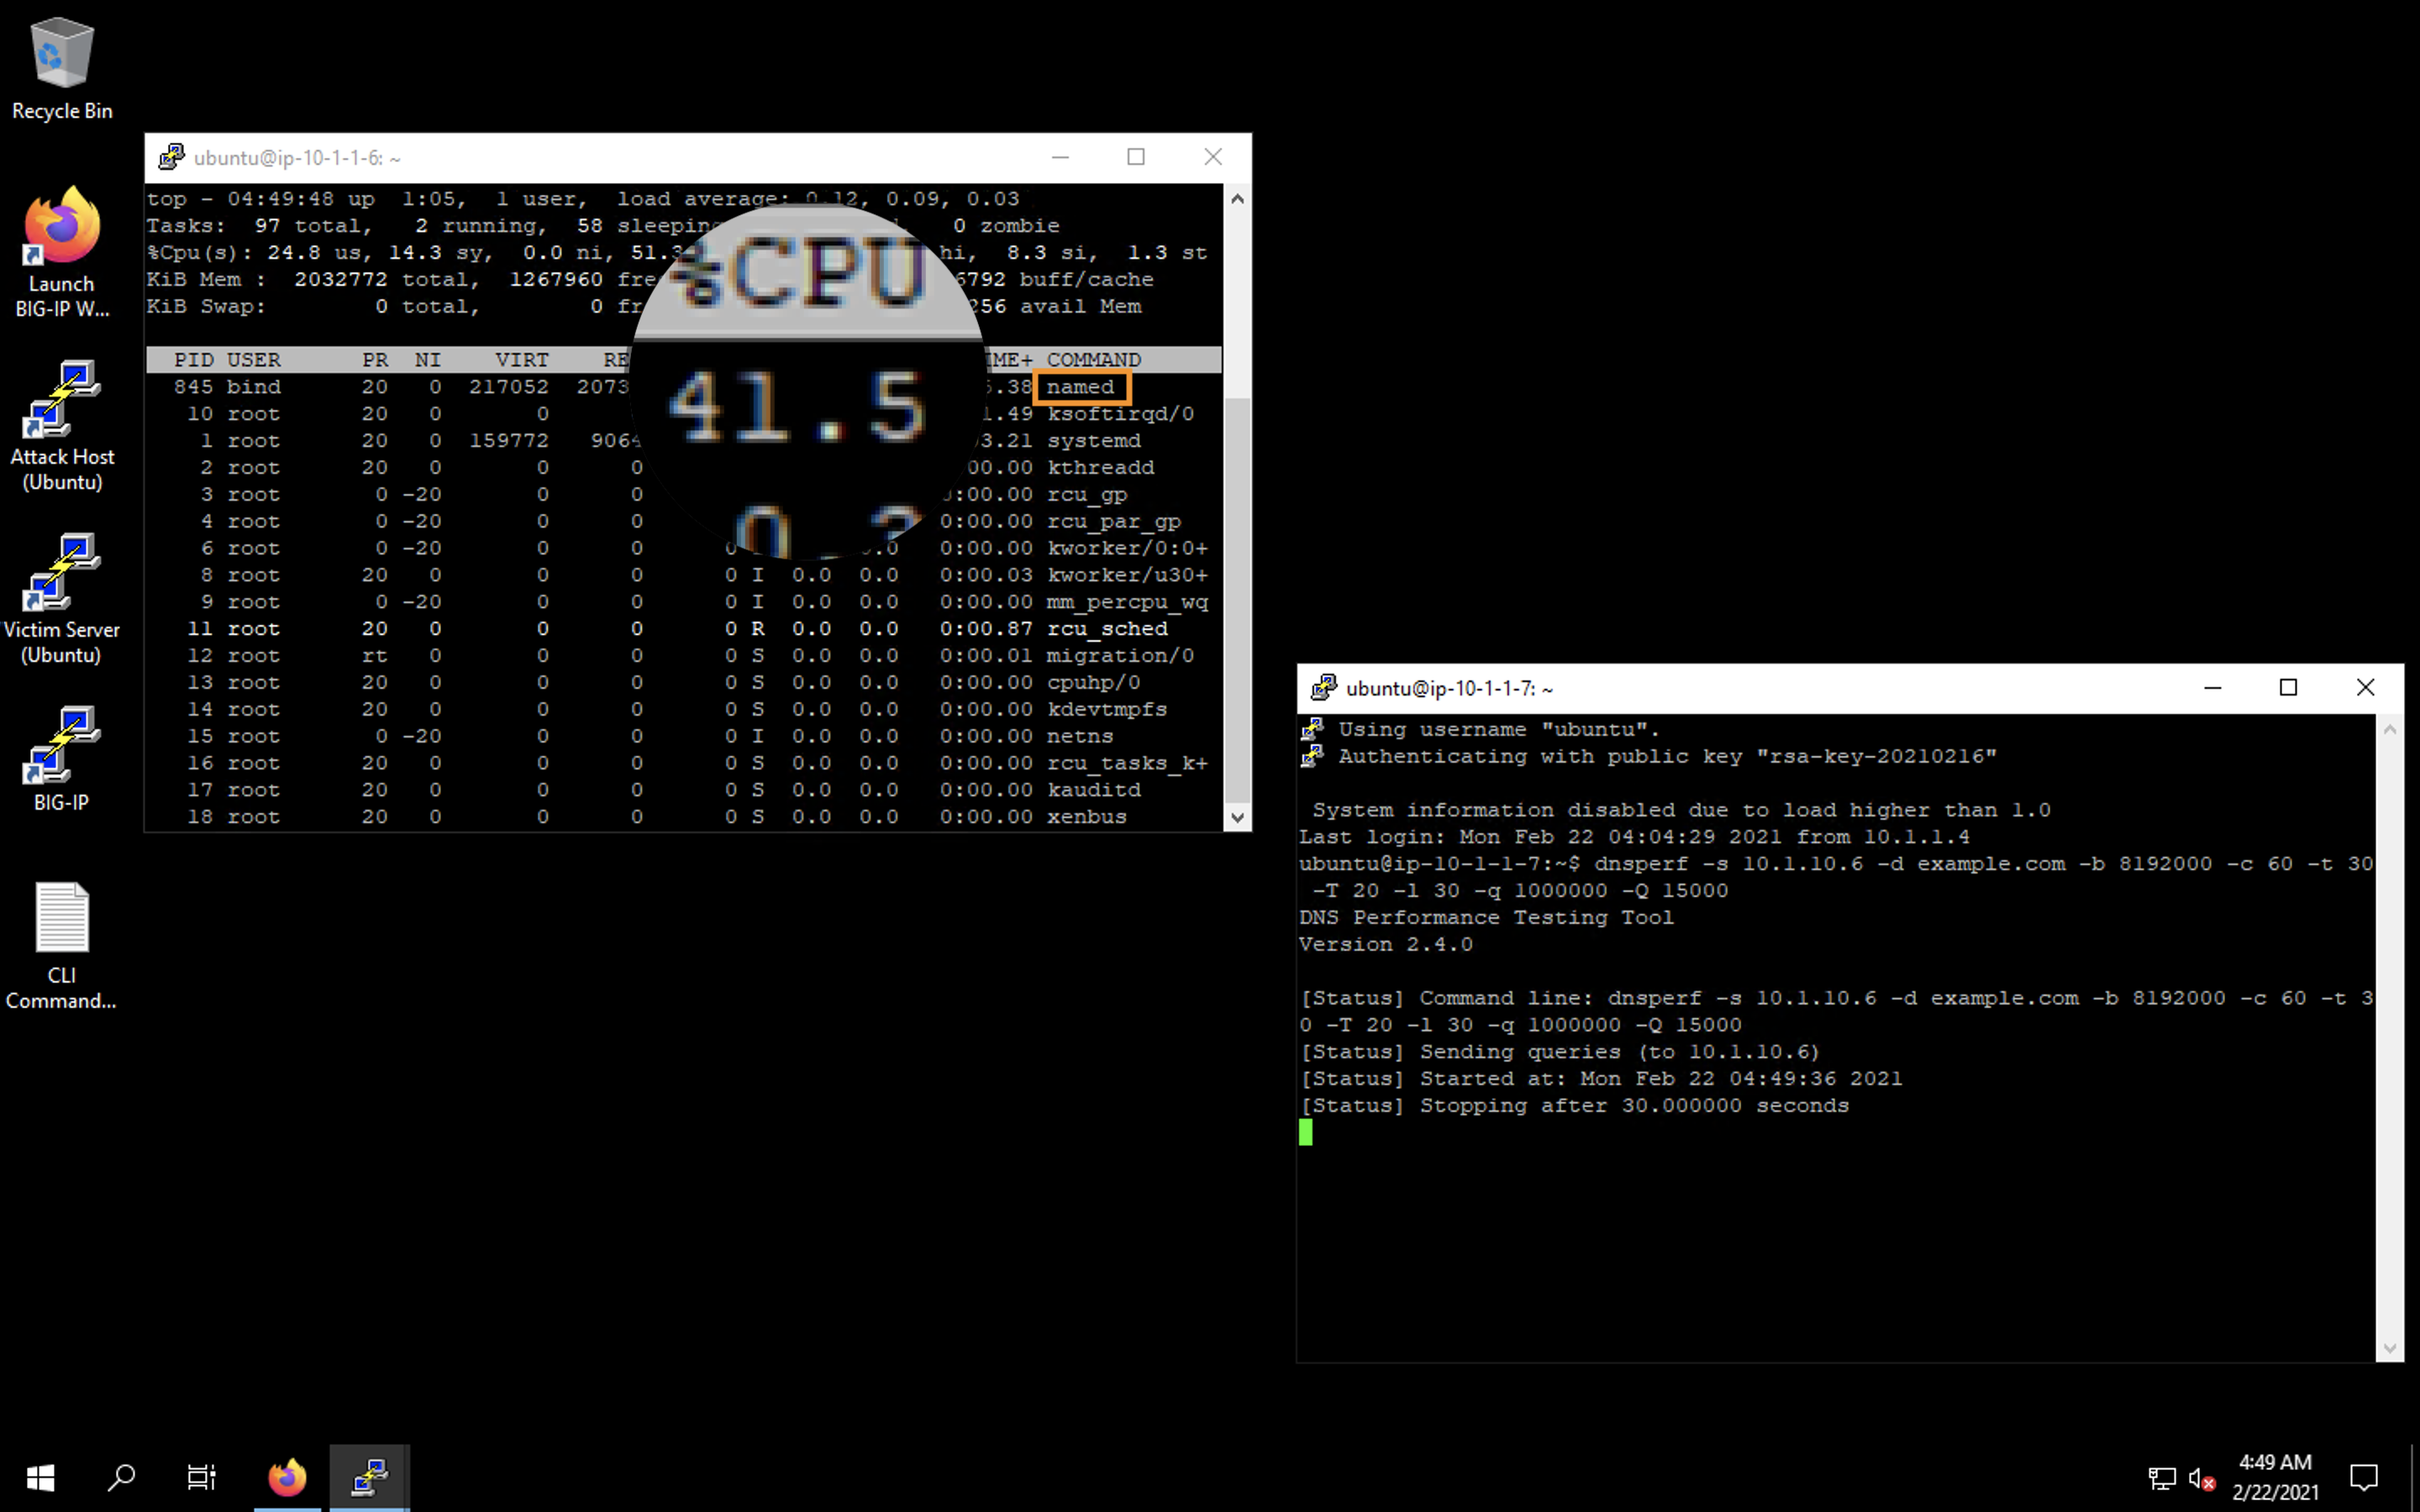 Recycle Bin
Launch
BIG-IP W...
Attack Host
(Ubuntu)
Victim Server
(Ubuntu)
BIG-IP
CLI
Command...
ubuntu@ip-10-1-1-6: ~
top - 04:49:48 up  1:05,  1 user,  load average: 0.12, 0.09, 0.03
Tasks:  97 total,   2 running,  58 sleeping   0 zombie
%Cpu(s): 24.8 us, 14.3 sy,  0.0 ni, 51.3 hi,  8.3 si,  1.3 st
KiB Mem :  2032772 total,  1267960 fre 6792 buff/cache
KiB Swap:        0 total,        0 fr 256 avail Mem
%CPU
41.5
PID USER      PR  NI    VIRT    RE IME+ COMMAND
845 bind      20   0  217052  2073 .38 named
10 root      20   0       0 1.49 ksoftirqd/0
1 root      20   0  159772   9064 3.21 systemd
2 root      20   0       0      0 00.00 kthreadd
3 root       0 -20       0      0 :00.00 rcu_gp
4 root       0 -20       0      0 0:00.00 rcu_par_gp
6 root       0 -20       0      0      0 .0   0:00.00 kworker/0:0+
8 root      20   0       0      0      0 I  0.0  0.0   0:00.03 kworker/u30+
9 root       0 -20       0      0      0 I  0.0  0.0   0:00.00 mm_percpu_wq
11 root      20   0       0      0      0 R  0.0  0.0   0:00.87 rcu_sched
12 root      rt   0       0      0      0 S  0.0  0.0   0:00.01 migration/0
13 root      20   0       0      0      0 S  0.0  0.0   0:00.00 cpuhp/0
14 root      20   0       0      0      0 S  0.0  0.0   0:00.00 kdevtmpfs
15 root       0 -20       0      0      0 I  0.0  0.0   0:00.00 netns
16 root      20   0       0      0      0 S  0.0  0.0   0:00.00 rcu_tasks_k+
17 root      20   0       0      0      0 S  0.0  0.0   0:00.00 kauditd
18 root      20   0       0      0      0 S  0.0  0.0   0:00.00 xenbus
ubuntu@ip-10-1-1-7: ~
Using username "ubuntu".
Authenticating with public key "rsa-key-20210216"
System information disabled due to load higher than 1.0
Last login: Mon Feb 22 04:04:29 2021 from 10.1.1.4
ubuntu@ip-10-1-1-7:~$ dnsperf -s 10.1.10.6 -d example.com -b 8192000 -c 60 -t 30
-T 20 -l 30 -q 1000000 -Q 15000
DNS Performance Testing Tool
Version 2.4.0
[Status] Command line: dnsperf -s 10.1.10.6 -d example.com -b 8192000 -c 60 -t 3
0 -T 20 -l 30 -q 1000000 -Q 15000
[Status] Sending queries (to 10.1.10.6)
[Status] Started at: Mon Feb 22 04:49:36 2021
[Status] Stopping after 30.000000 seconds
4:49 AM
2/22/2021